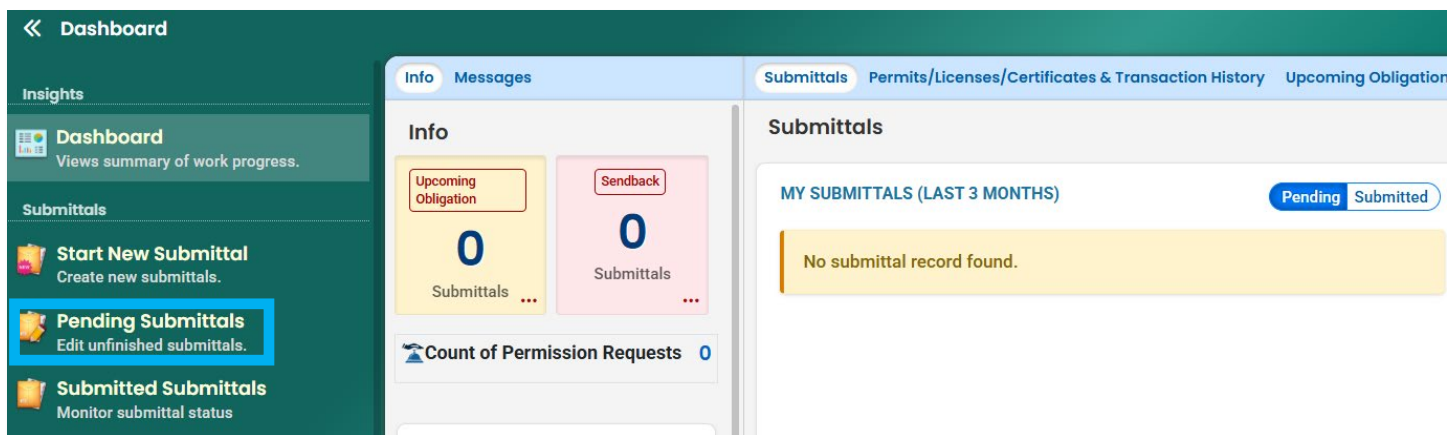 Dashboard
Insights
Dashboard
Views summary of work progress.
Submittals
Start New Submittal
Create new submittals.
Pending Submittals
Edit unfinished submittals.
Submitted Submittals
Monitor submittal status
Info Messages
Info
Upcoming
Obligation
0
Submittals ...
Sendback
0
Submittals
...
Count of Permission Requests 0
Submittals Permits/Licenses/Certificates & Transaction History Upcoming Obligation
Submittals
MY SUBMITTALS (LAST 3 MONTHS) Pending Submitted
No submittal record found.